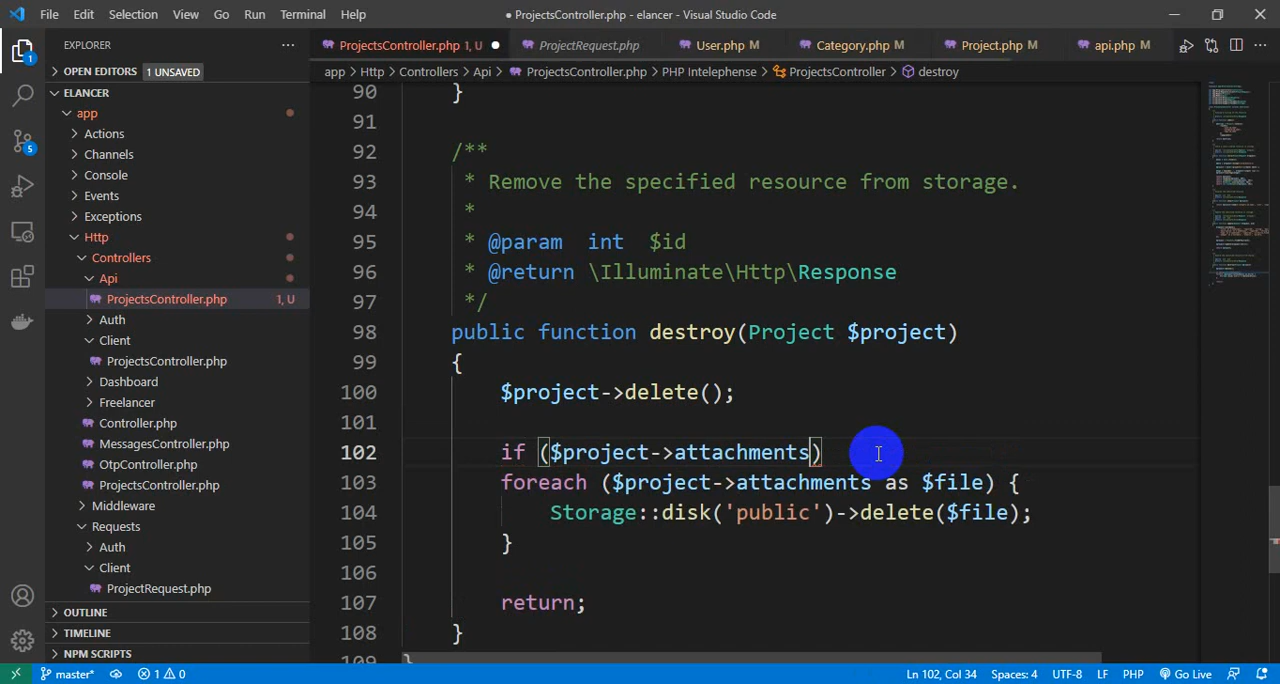 File Edit Selection View Go Run Terminal Help ● ProjectsController.php - elancer - Visual Studio Code
EXPLORER ... ProjectsController.php 1, U ● ProjectRequest.php User.php M Category.php M Project.php M api.php M ...
OPEN EDITORS 1 UNSAVED app > Http > Controllers > Api > ProjectsController.php > PHP Intelephense > ProjectsController > destroy
ELANCER
app
Actions
Channels
Console
Events
Exceptions
Http
Controllers
Api
ProjectsController.php 1, U
Auth
Client
ProjectsController.php
Dashboard
Freelancer
Controller.php
MessagesController.php
OtpController.php
ProjectsController.php
Middleware
Requests
Auth
Client
ProjectRequest.php
OUTLINE
TIMELINE
NPM SCRIPTS
1
5
90 }
91
92 /**
93 * Remove the specified resource from storage.
94 *
95 * @param int $id
96 * @return \Illuminate\Http\Response
97 */
98 public function destroy(Project $project)
99 {
100 $project->delete();
101
102 if ($project->attachments)
103 foreach ($project->attachments as $file) {
104 Storage::disk('public')->delete($file);
105 }
106
107 return;
108 }
109 }
master* 1 0 Ln 102, Col 34 Spaces: 4 UTF-8 LF PHP Go Live